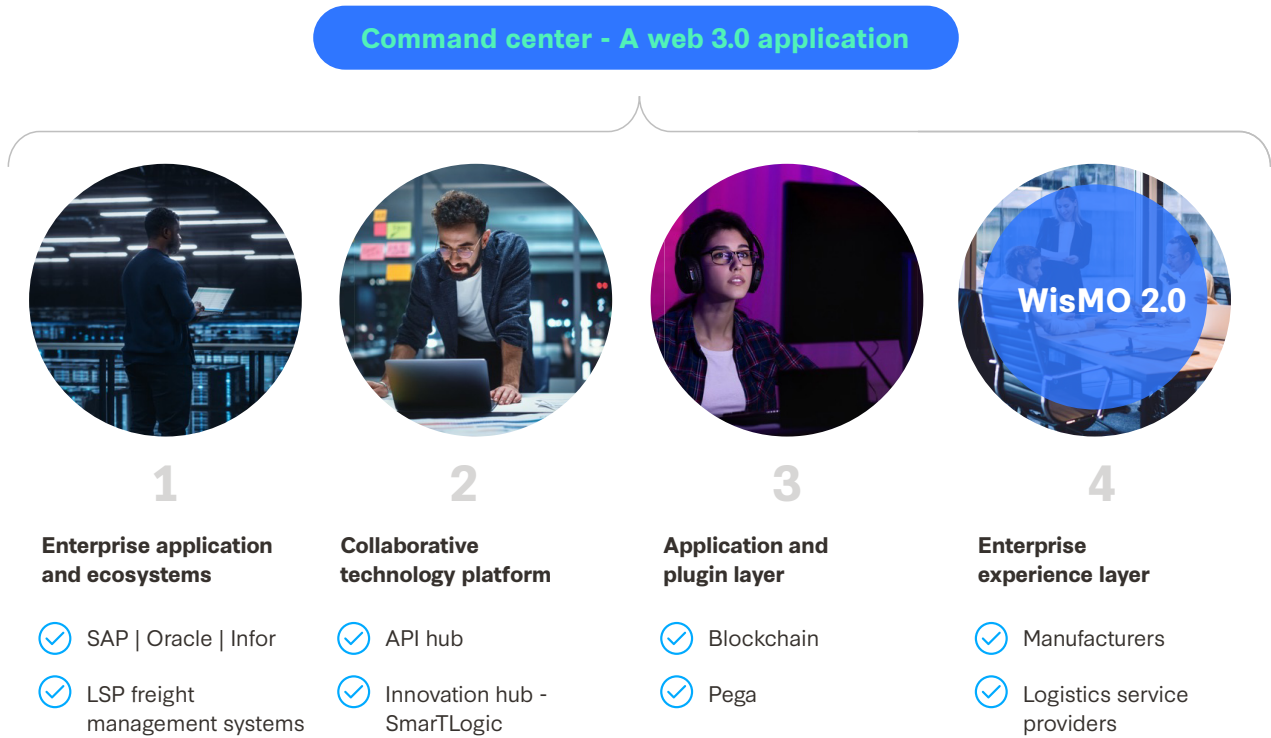 Command center - A web 3.0 application
WisMO 2.0
1
Enterprise application
and ecosystems
SAP | Oracle | Infor
LSP freight
management systems
2
Collaborative
technology platform
API hub
Innovation hub -
SmarTLogic
3
Application and
plugin layer
Blockchain
Pega
4
Enterprise
experience layer
Manufacturers
Logistics service
providers